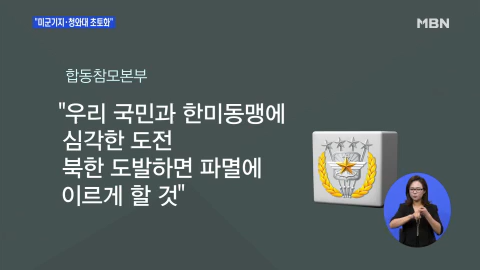 "미군기지·청와대 초토화"
MBN
합동참모본부
"우리 국민과 한미동맹에
심각한 도전
북한 도발하면 파멸에
이르게 할 것"